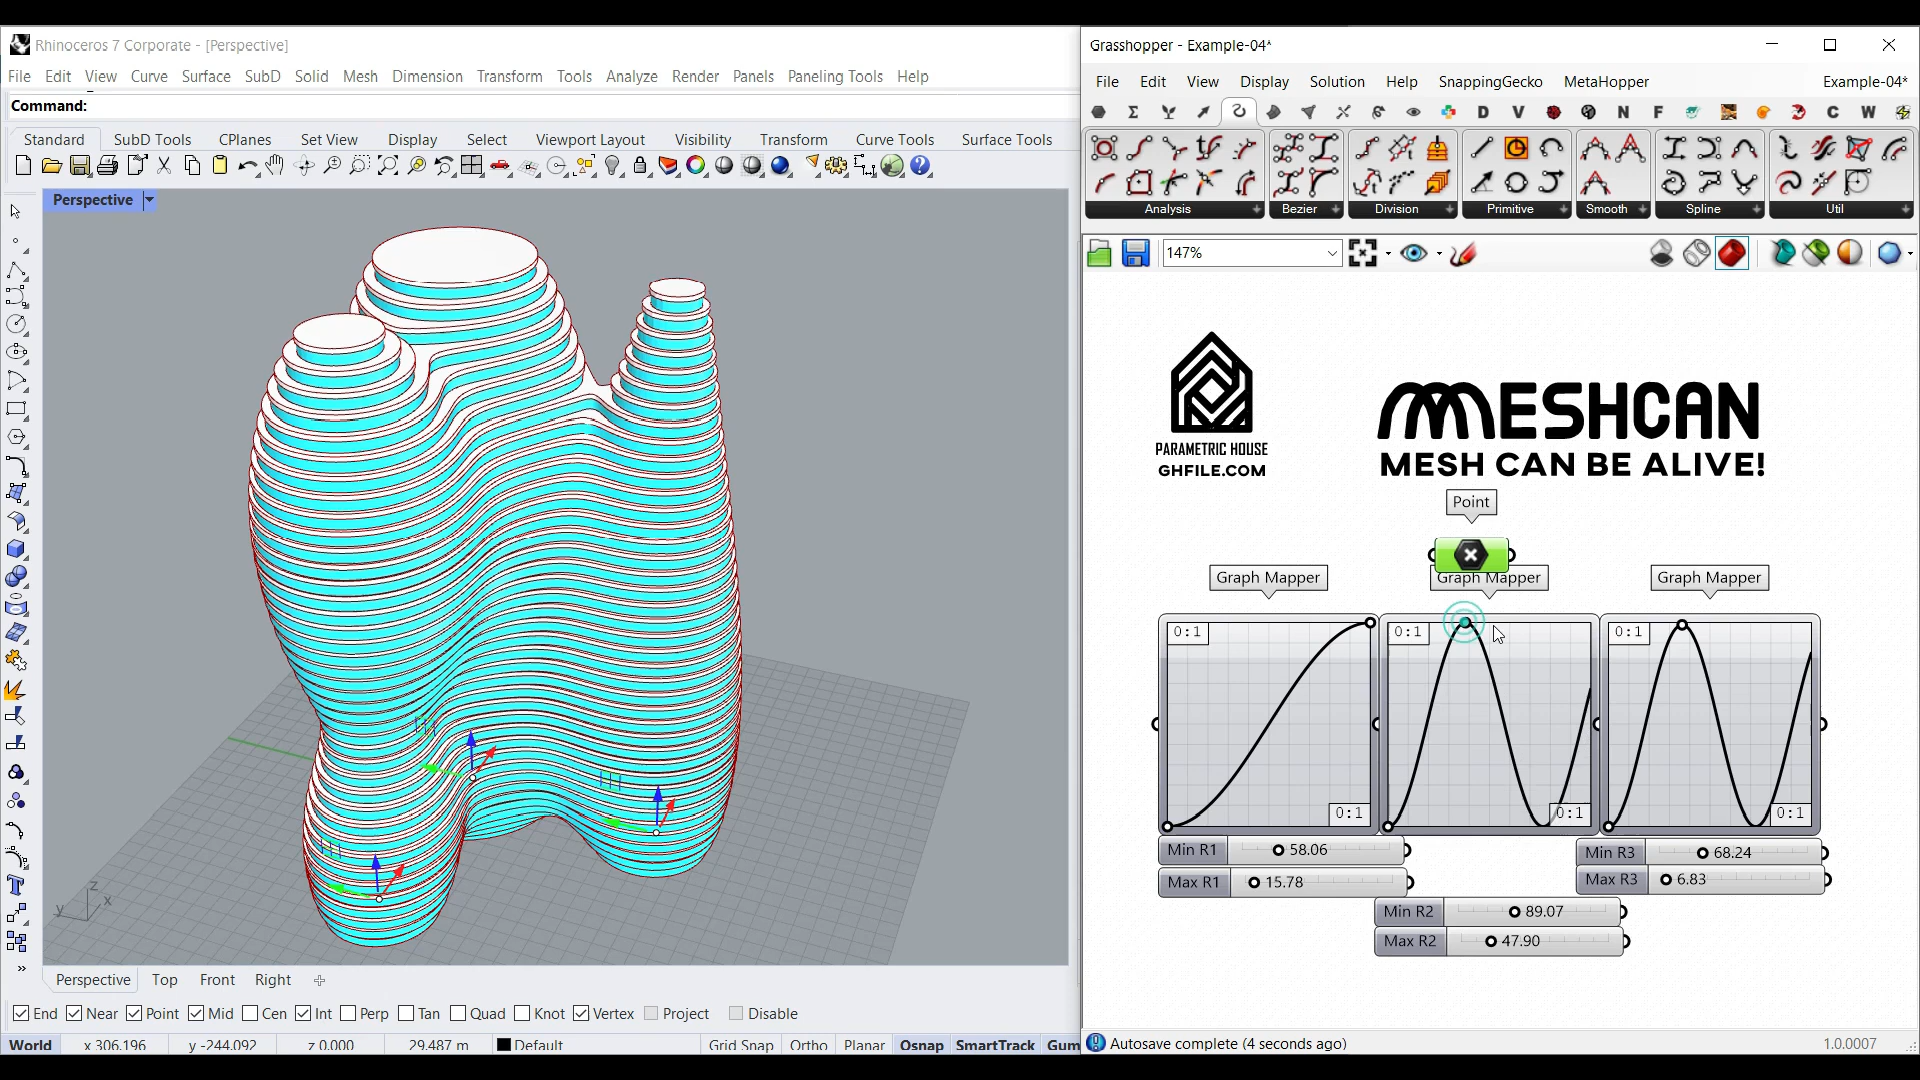 Rhinoceros 7 Corporate - [Perspective]
File Edit View Curve Surface SubD Solid Mesh Dimension Transform Tools Analyze Render Panels Paneling Tools Help
Command:
Standard SubD Tools CPlanes Set View Display Select Viewport Layout Visibility Transform Curve Tools Surface Tools
Perspective
z
y x
Perspective Top Front Right
End Near Point Mid Cen Int Perp Tan Quad Knot Vertex Project Disable
World x 306.196 y -244.092 z 0.000 29.487 m Default Grid Snap Ortho Planar Osnap SmartTrack Gum
Grasshopper - Example-04*
File Edit View Display Solution Help SnappingGecko MetaHopper Example-04*
D V N F C W
Analysis Bezier Division Primitive Smooth Spline Util
147%
PARAMETRIC HOUSE
GHFILE.COM
MESHCAN
MESH CAN BE ALIVE!
Point
Graph Mapper Graph Mapper Graph Mapper
0:1 0:1 0:1
0:1 0:1 0:1
Min R1 58.06
Max R1 15.78
Min R3 68.24
Max R3 6.83
Min R2 89.07
Max R2 47.90
Autosave complete (4 seconds ago) 1.0.0007